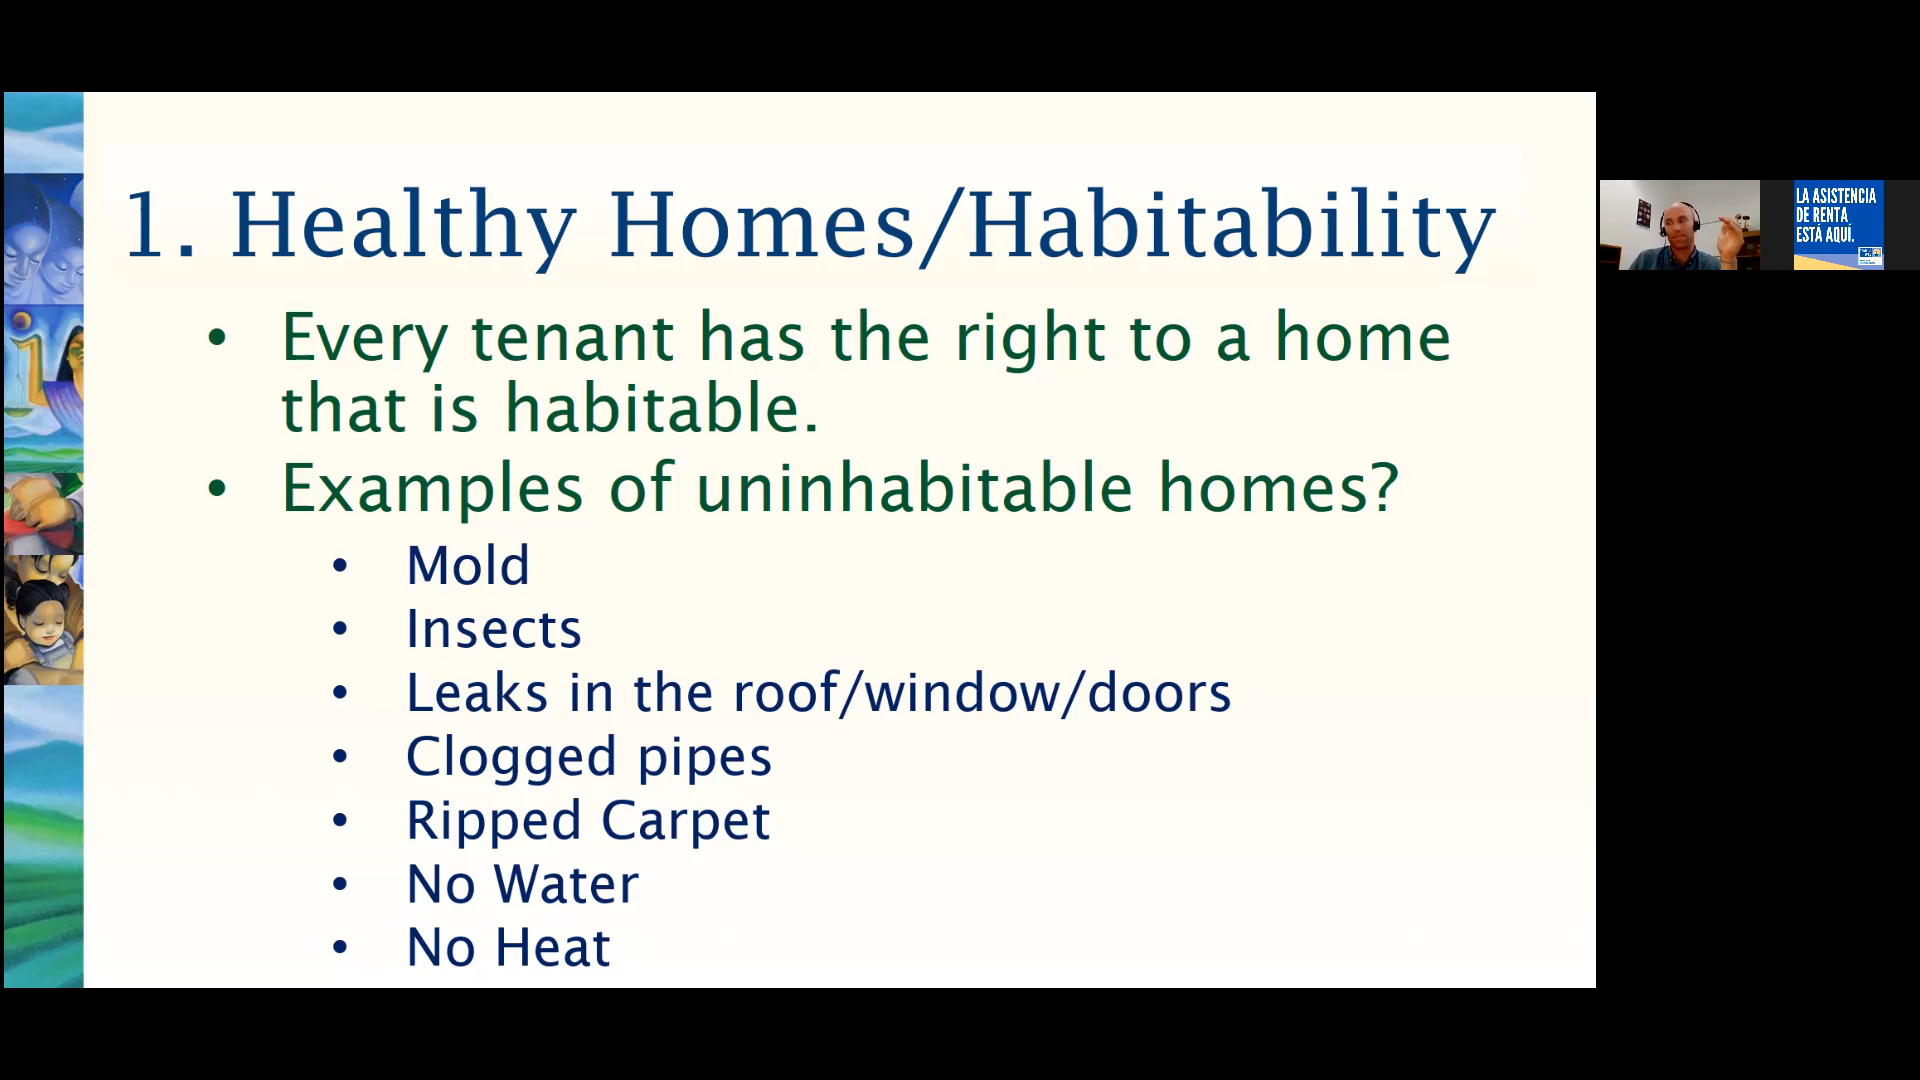 1. Healthy Homes/Habitability
• Every tenant has the right to a home
that is habitable.
• Examples of uninhabitable homes?
• Mold
• Insects
• Leaks in the roof/window/doors
• Clogged pipes
• Ripped Carpet
• No Water
• No Heat
LA ASISTENCIA
DE RENTA
ESTÁ AQUÍ.